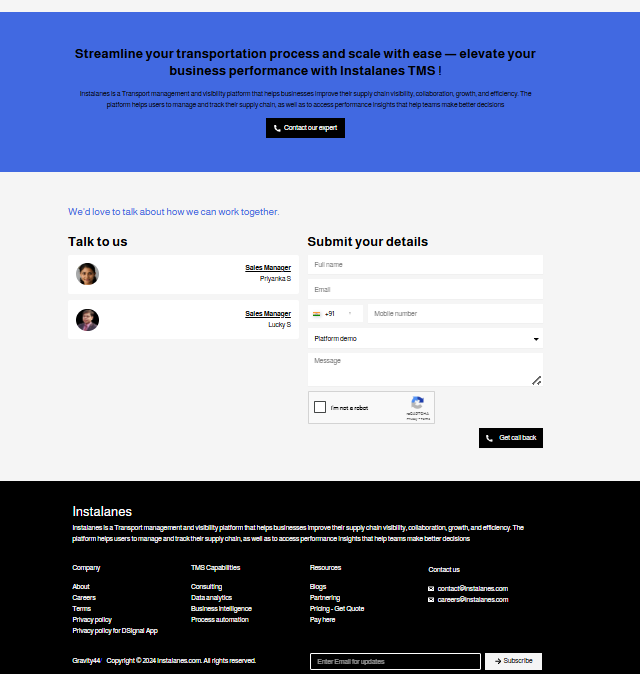 Streamline your transportation process and scale with ease — elevate your
business performance with Instalanes TMS !
Instalanes is a Transport management and visibility platform that helps businesses improve their supply chain visibility, collaboration, growth, and efficiency. The
platform helps users to manage and track their supply chain, as well as to access performance insights that help teams make better decisions
Contact our expert
We'd love to talk about how we can work together.
Talk to us
Sales Manager
Priyanka S
Sales Manager
Lucky S
Submit your details
Full name
Email
+91
Mobile number
Platform demo
Message
I'm not a robot
reCAPTCHA
Privacy - Terms
Get call back
Instalanes
Instalanes is a Transport management and visibility platform that helps businesses improve their supply chain visibility, collaboration, growth, and efficiency. The
platform helps users to manage and track their supply chain, as well as to access performance insights that help teams make better decisions
Company
About
Careers
Terms
Privacy policy
Privacy policy for DSignal App
TMS Capabilities
Consulting
Data analytics
Business intelligence
Process automation
Resources
Blogs
Partnering
Pricing - Get Quote
Pay here
Contact us
contact@instalanes.com
careers@instalanes.com
Gravity44 Copyright © 2024 Instalanes.com. All rights reserved.
Enter Email for updates
Subscribe